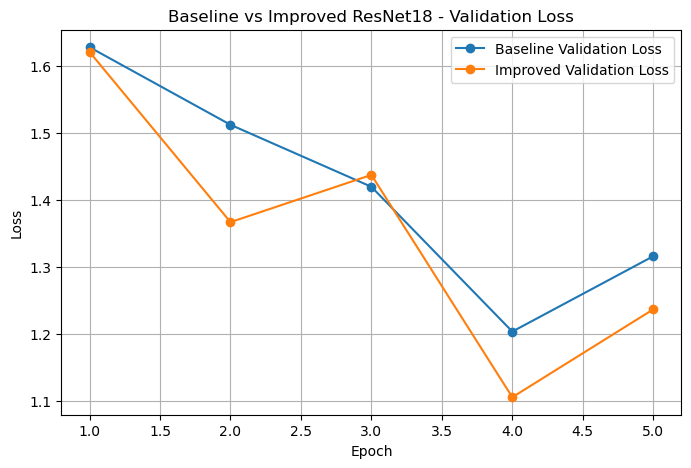 Baseline vs Improved ResNet18 - Validation Loss
Baseline Validation Loss
Improved Validation Loss
1.6
1.5
1.4
1.3
1.2
1.1
Loss
1.0 1.5 2.0 2.5 3.0 3.5 4.0 4.5 5.0
Epoch